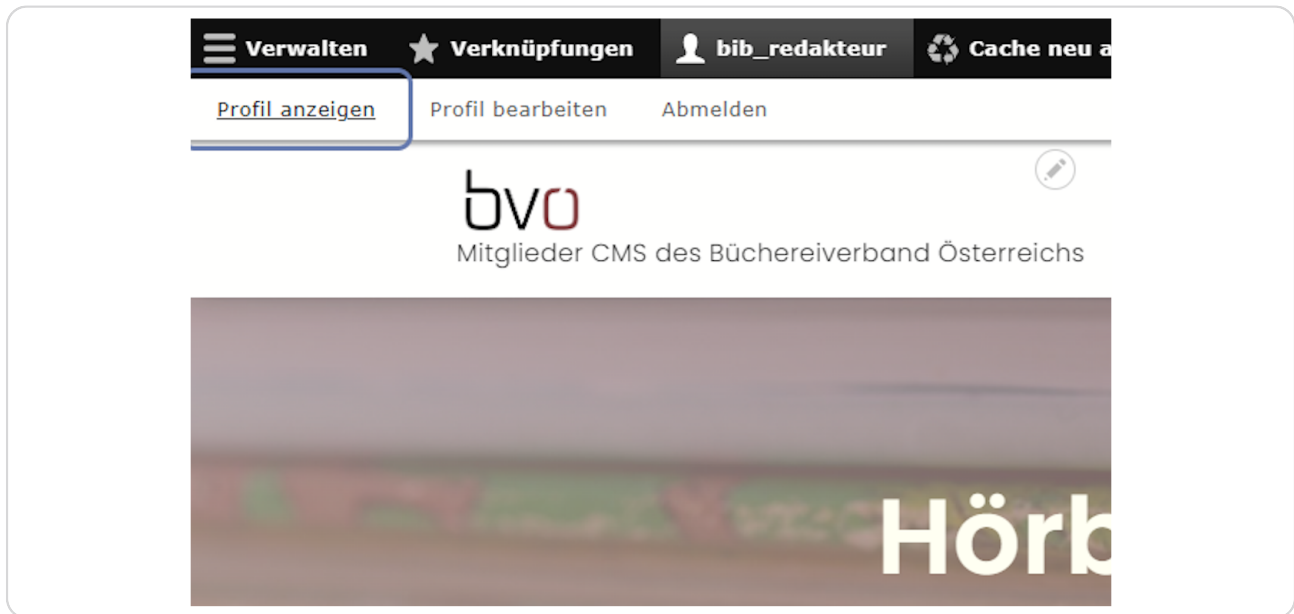 Verwalten Verknüpfungen bib_redakteur Cache neu a
Profil anzeigen Profil bearbeiten Abmelden
bvo
Mitglieder CMS des Büchereiverband Österreichs
Hörb